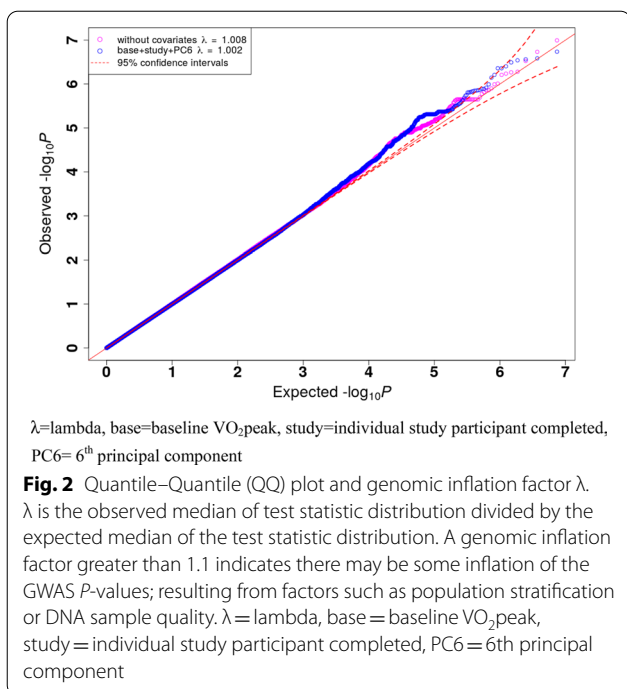 without covariates λ = 1.008
base+study+PC6 λ = 1.002
95% confidence intervals
7
6
5
4
3
2
1
0
Observed -log10P
0 1 2 3 4 5 6 7
Expected -log10P
λ=lambda, base=baseline VO2peak, study=individual study participant completed,
PC6= 6th principal component
Fig. 2 Quantile–Quantile (QQ) plot and genomic inflation factor λ.
λ is the observed median of test statistic distribution divided by the
expected median of the test statistic distribution. A genomic inflation
factor greater than 1.1 indicates there may be some inflation of the
GWAS P-values; resulting from factors such as population stratification
or DNA sample quality. λ = lambda, base = baseline VO2peak,
study = individual study participant completed, PC6 = 6th principal
component